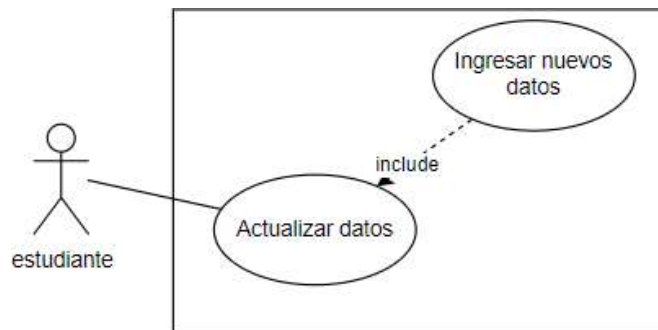 Ingresar nuevos
datos
include
Actualizar datos
estudiante